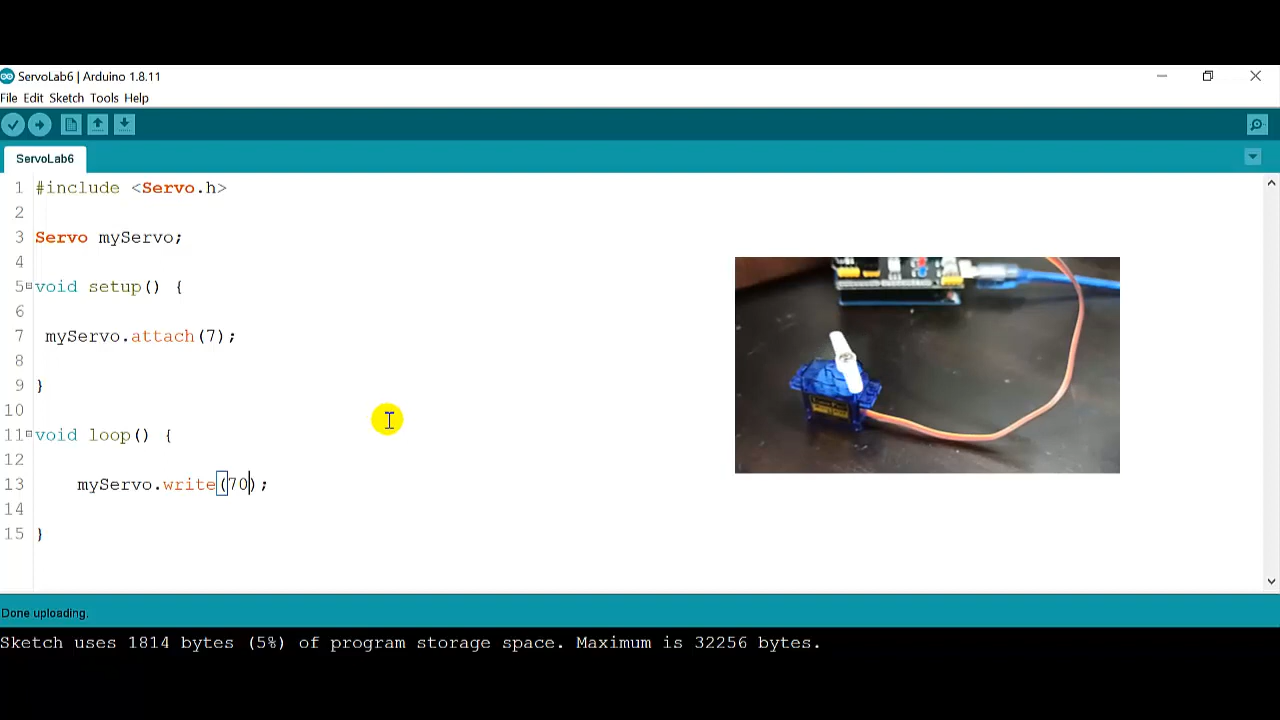 ServoLab6 | Arduino 1.8.11
File Edit Sketch Tools Help
ServoLab6
1 #include <Servo.h>
2
3 Servo myServo;
4
5 void setup() {
6
7 myServo.attach(7);
8
9 }
10
11 void loop() {
12
13 myServo.write(70);
14
15 }
Done uploading.
Sketch uses 1814 bytes (5%) of program storage space. Maximum is 32256 bytes.